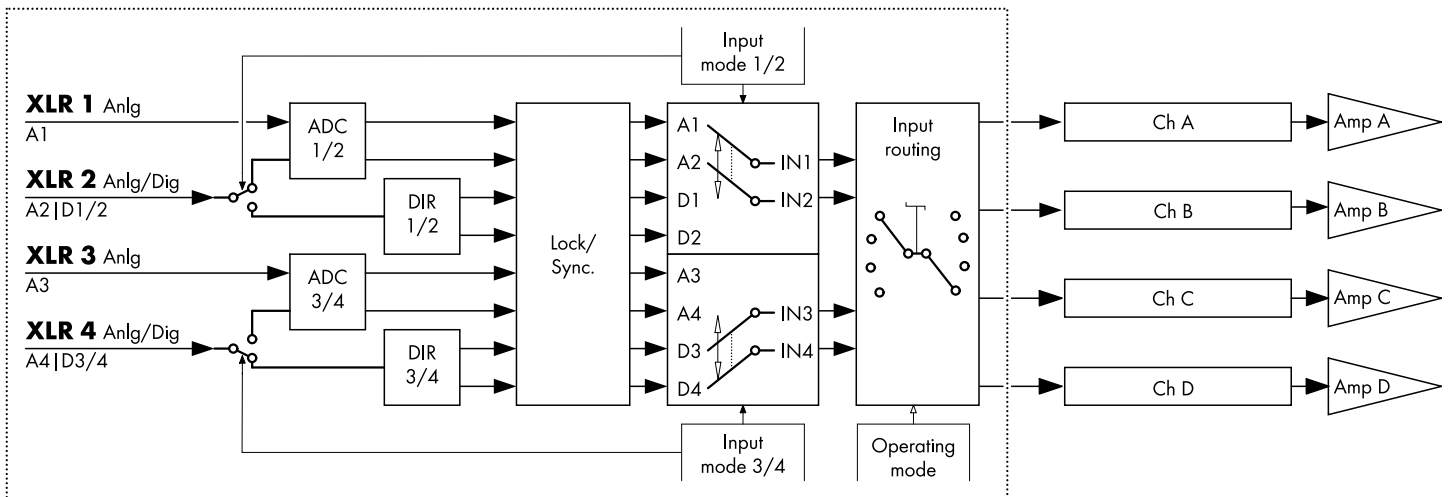 Input
mode 1/2
XLR 1 Anlg
A1
XLR 2 Anlg/Dig
A2|D1/2
XLR 3 Anlg
A3
XLR 4 Anlg/Dig
A4|D3/4
ADC
1/2
DIR
1/2
ADC
3/4
DIR
3/4
Lock/
Sync.
A1
A2
D1
D2
A3
A4
D3
D4
IN1
IN2
IN3
IN4
Input
mode 3/4
Input
routing
Operating
mode
Ch A
Amp A
Ch B
Amp B
Ch C
Amp C
Ch D
Amp D